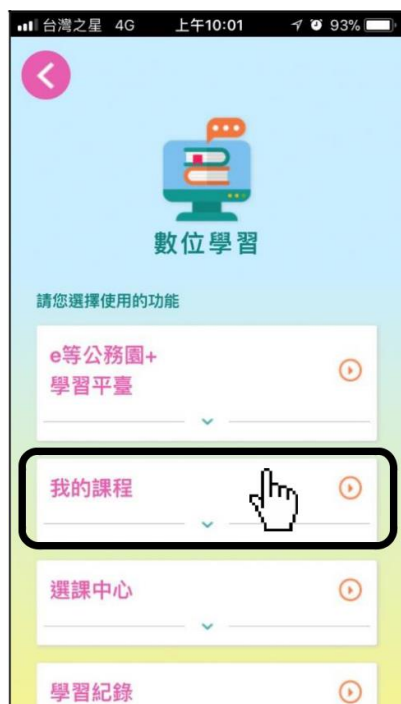 台灣之星 4G 上午10:01 93%
數位學習
請您選擇使用的功能
e等公務園+
學習平臺
我的課程
選課中心
學習紀錄